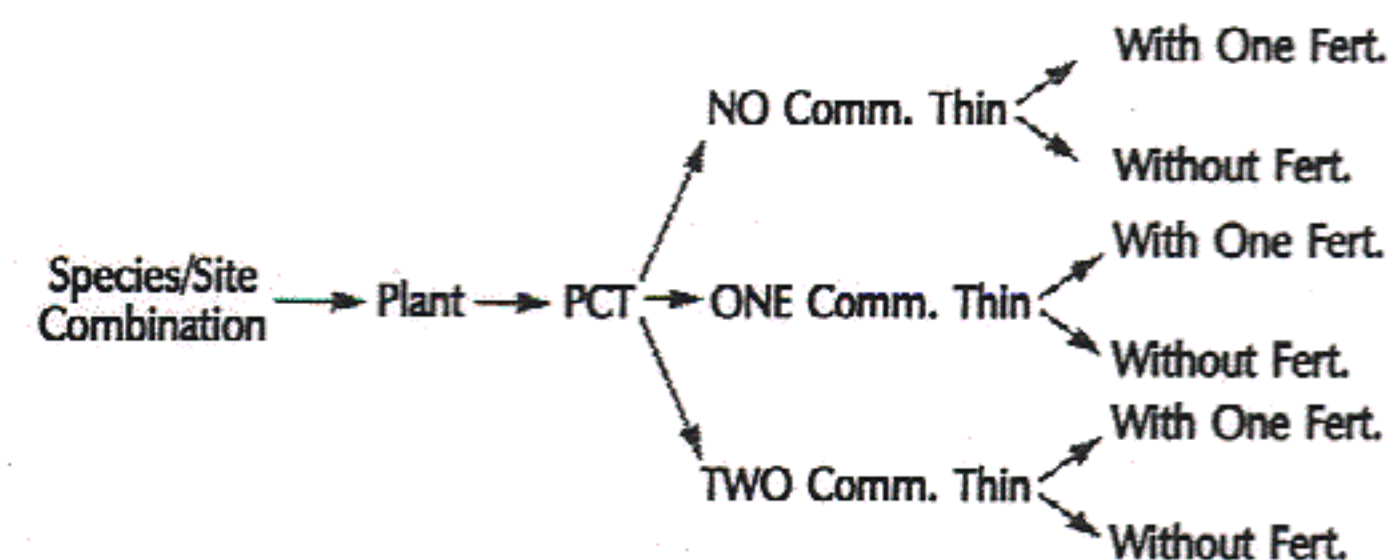 With One Fert.
NO Comm. Thin
Without Fert.
With One Fert.
Species/Site
Combination
Plant
PCT
ONE Comm. Thin
Without Fert.
With One Fert.
TWO Comm. Thin
Without Fert.